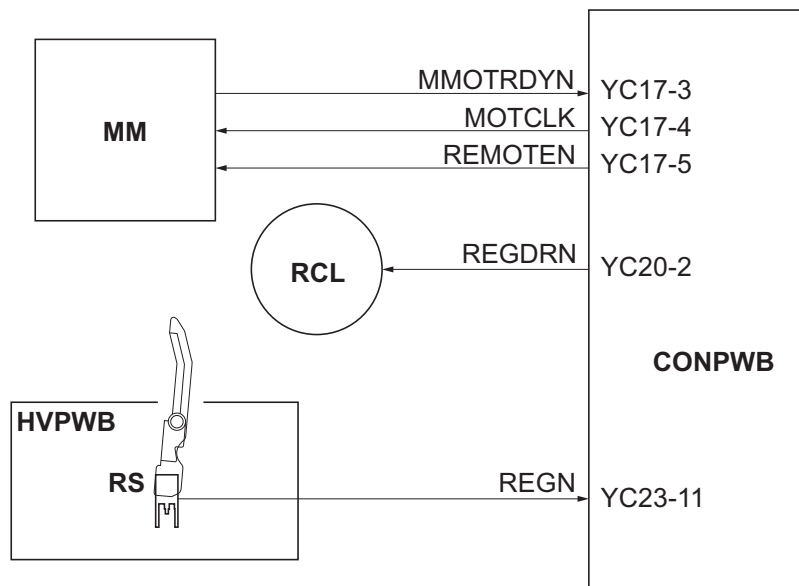 MMOTRDYN YC17-3
MM MOTCLK YC17-4
REMOTEN YC17-5
RCL REGDRN YC20-2
CONPWB
HVPWB
RS REGN YC23-11